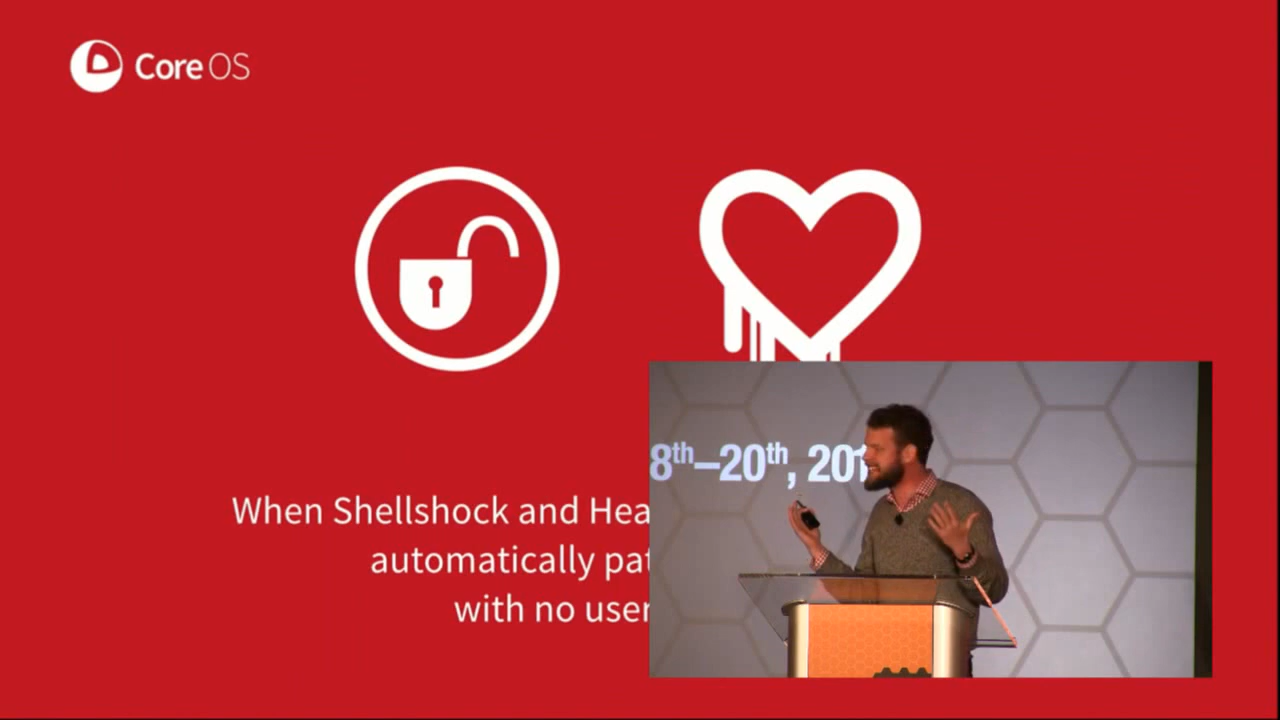 Core OS
8th–20th, 201
When Shellshock and Hea
automatically pat
with no user